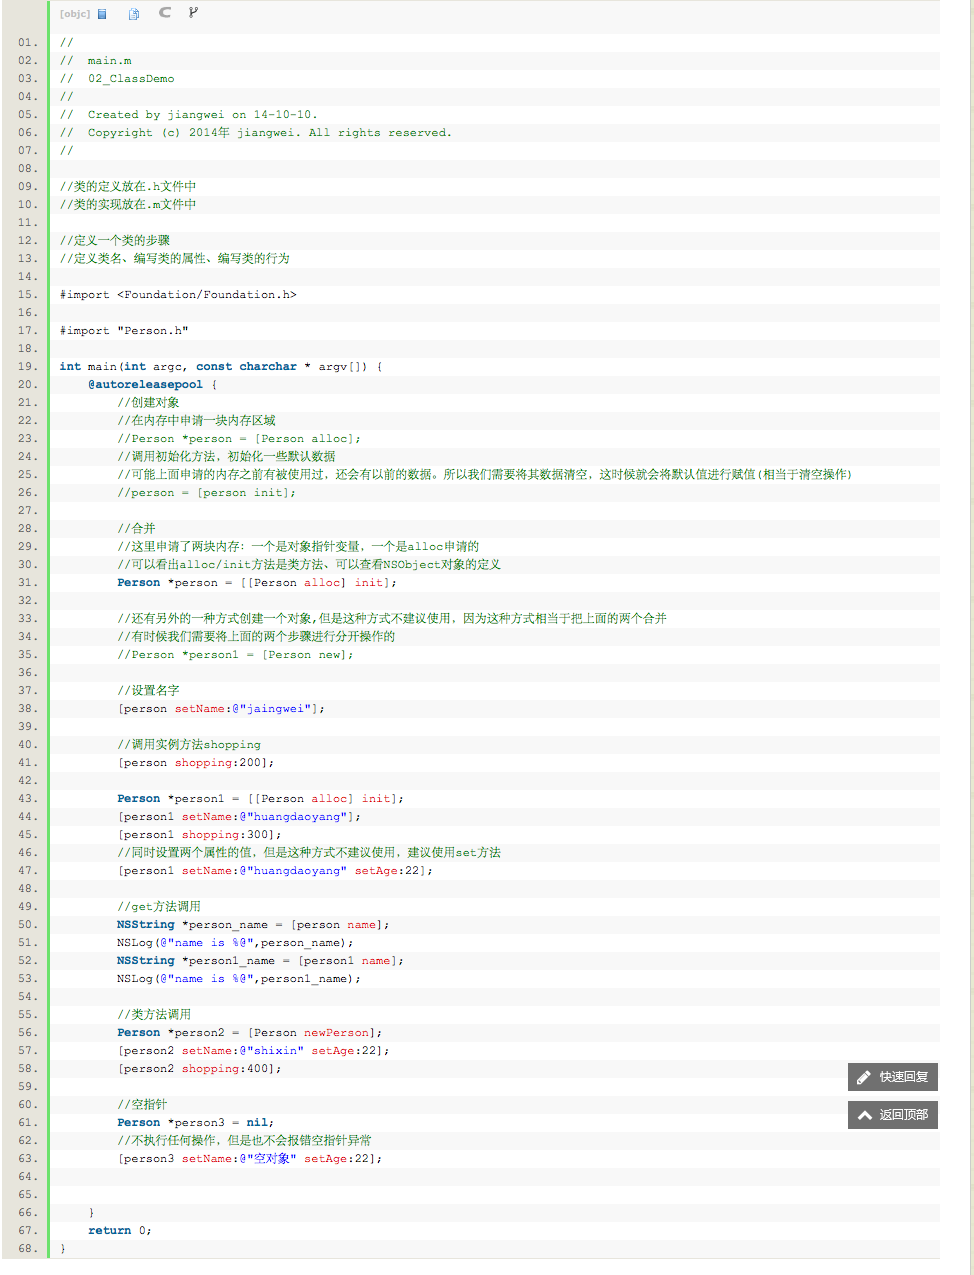 [objc]
01. //
02. //  main.m
03. //  02_ClassDemo
04. //
05. //  Created by jiangwei on 14-10-10.
06. //  Copyright (c) 2014年 jiangwei. All rights reserved.
07. //
08.
09. //类的定义放在.h文件中
10. //类的实现放在.m文件中
11.
12. //定义一个类的步骤
13. //定义类名、编写类的属性、编写类的行为
14.
15. #import <Foundation/Foundation.h>
16.
17. #import "Person.h"
18.
19. int main(int argc, const charchar * argv[]) {
20.     @autoreleasepool {
21.         //创建对象
22.         //在内存中申请一块内存区域
23.         //Person *person = [Person alloc];
24.         //调用初始化方法，初始化一些默认数据
25.         //可能上面申请的内存之前有被使用过，还会有以前的数据。所以我们需要将其数据清空，这时候就会将默认值进行赋值(相当于清空操作)
26.         //person = [person init];
27.
28.         //合并
29.         //这里申请了两块内存：一个是对象指针变量，一个是alloc申请的
30.         //可以看出alloc/init方法是类方法、可以查看NSObject对象的定义
31.         Person *person = [[Person alloc] init];
32.
33.         //还有另外的一种方式创建一个对象,但是这种方式不建议使用，因为这种方式相当于把上面的两个合并
34.         //有时候我们需要将上面的两个步骤进行分开操作的
35.         //Person *person1 = [Person new];
36.
37.         //设置名字
38.         [person setName:@"jaingwei"];
39.
40.         //调用实例方法shopping
41.         [person shopping:200];
42.
43.         Person *person1 = [[Person alloc] init];
44.         [person1 setName:@"huangdaoyang"];
45.         [person1 shopping:300];
46.         //同时设置两个属性的值，但是这种方式不建议使用，建议使用set方法
47.         [person1 setName:@"huangdaoyang" setAge:22];
48.
49.         //get方法调用
50.         NSString *person_name = [person name];
51.         NSLog(@"name is %@",person_name);
52.         NSString *person1_name = [person1 name];
53.         NSLog(@"name is %@",person1_name);
54.
55.         //类方法调用
56.         Person *person2 = [Person newPerson];
57.         [person2 setName:@"shixin" setAge:22];
58.         [person2 shopping:400];
59.
60.         //空指针
61.         Person *person3 = nil;
62.         //不执行任何操作，但是也不会报错空指针异常
63.         [person3 setName:@"空对象" setAge:22];
64.
65.
66.     }
67.     return 0;
68. }
快速回复
返回顶部